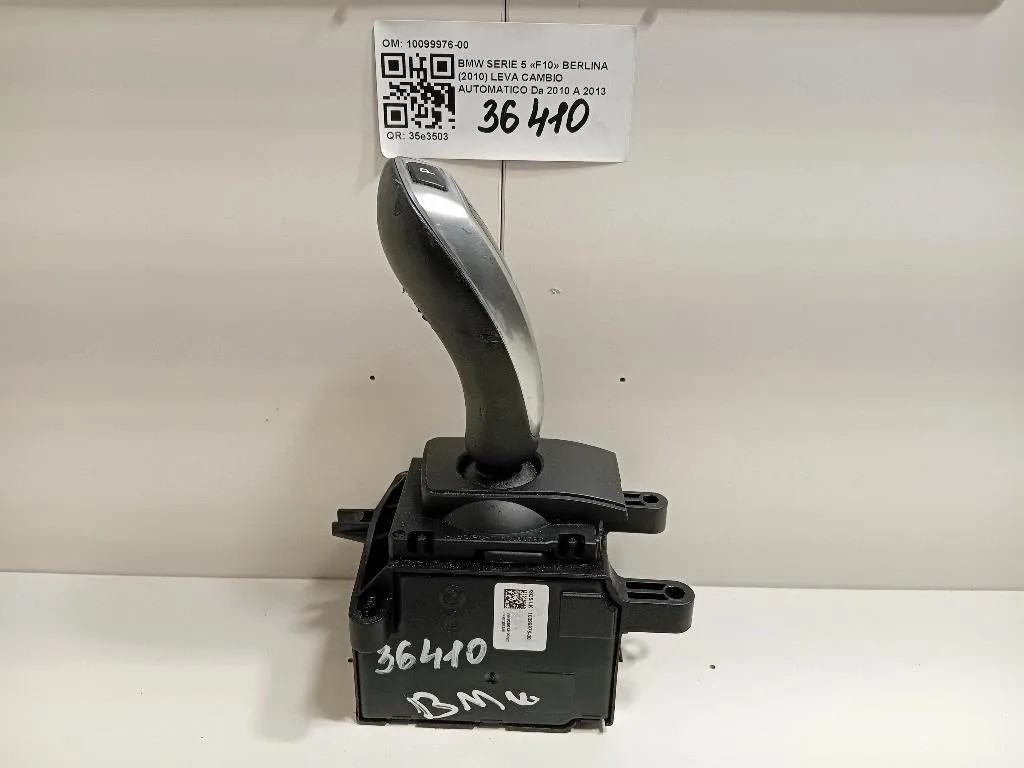 OM: 10099976-00
BMW SERIE 5 «F10» BERLINA
(2010) LEVA CAMBIO
AUTOMATICO Da 2010 A 2013
36410
QR: 35e3503
P
36410
BMW